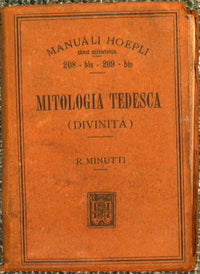 MANUALI HOEPLI
SERIE SCIENTIFICA
208 - bis - 209 - bis
MITOLOGIA TEDESCA
(DIVINITÀ)
R. MINUTTI